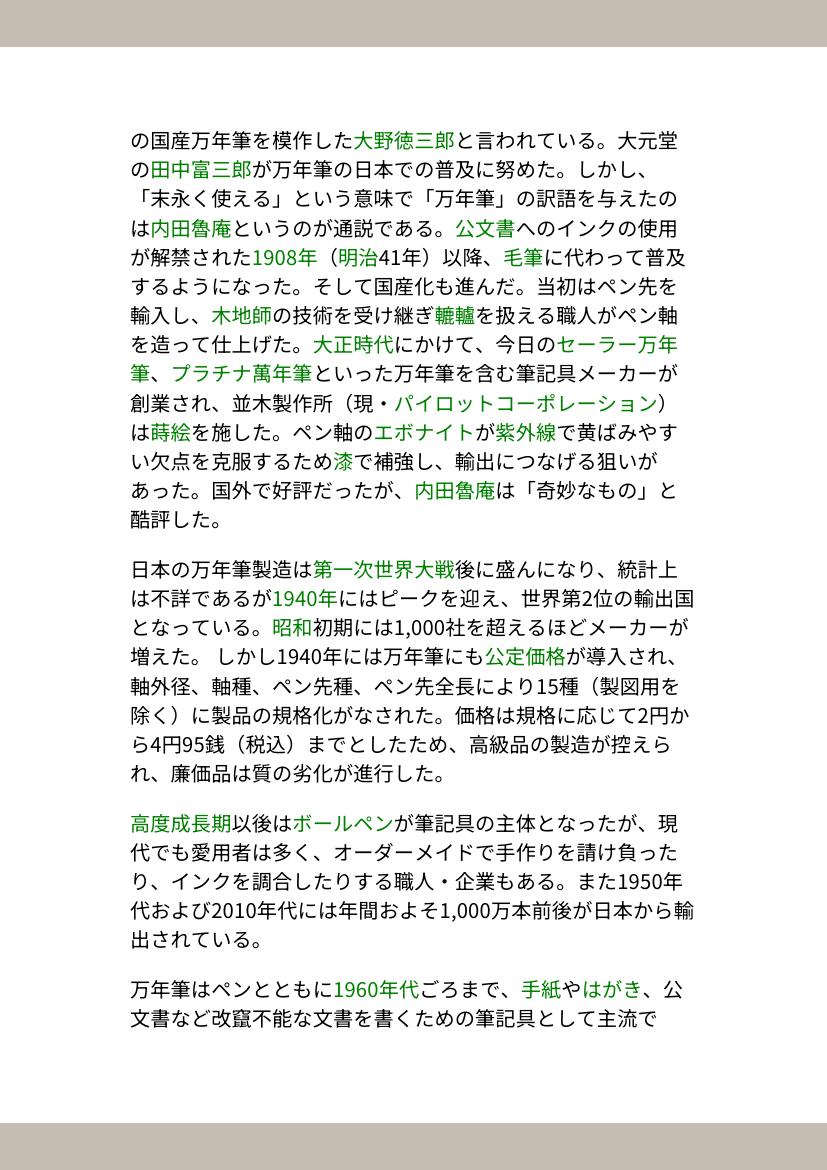 の国産万年筆を模作した大野徳三郎と言われている。大元堂
の田中富三郎が万年筆の日本での普及に努めた。しかし、
「末永く使える」という意味で「万年筆」の訳語を与えたの
は内田魯庵というのが通説である。公文書へのインクの使用
が解禁された1908年（明治41年）以降、毛筆に代わって普及
するようになった。そして国産化も進んだ。当初はペン先を
輸入し、木地師の技術を受け継ぎ轆轤を扱える職人がペン軸
を造って仕上げた。大正時代にかけて、今日のセーラー万年
筆、プラチナ萬年筆といった万年筆を含む筆記具メーカーが
創業され、並木製作所（現・パイロットコーポレーション）
は蒔絵を施した。ペン軸のエボナイトが紫外線で黄ばみやす
い欠点を克服するため漆で補強し、輸出につなげる狙いが
あった。国外で好評だったが、内田魯庵は「奇妙なもの」と
酷評した。
日本の万年筆製造は第一次世界大戦後に盛んになり、統計上
は不詳であるが1940年にはピークを迎え、世界第2位の輸出国
となっている。昭和初期には1,000社を超えるほどメーカーが
増えた。 しかし1940年には万年筆にも公定価格が導入され、
軸外径、軸種、ペン先種、ペン先全長により15種（製図用を
除く）に製品の規格化がなされた。価格は規格に応じて2円か
ら4円95銭（税込）までとしたため、高級品の製造が控えら
れ、廉価品は質の劣化が進行した。
高度成長期以後はボールペンが筆記具の主体となったが、現
代でも愛用者は多く、オーダーメイドで手作りを請け負った
り、インクを調合したりする職人・企業もある。また1950年
代および2010年代には年間およそ1,000万本前後が日本から輸
出されている。
万年筆はペンとともに1960年代ごろまで、手紙やはがき、公
文書など改竄不能な文書を書くための筆記具として主流で